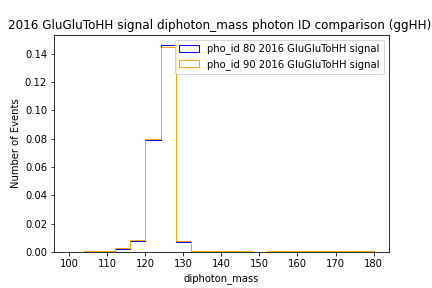 2016 GluGluToHH signal diphoton_mass photon ID comparison (ggHH)
pho_id 80 2016 GluGluToHH signal
pho_id 90 2016 GluGluToHH signal
Number of Events
0.14
0.12
0.10
0.08
0.06
0.04
0.02
0.00
100 110 120 130 140 150 160 170 180
diphoton_mass